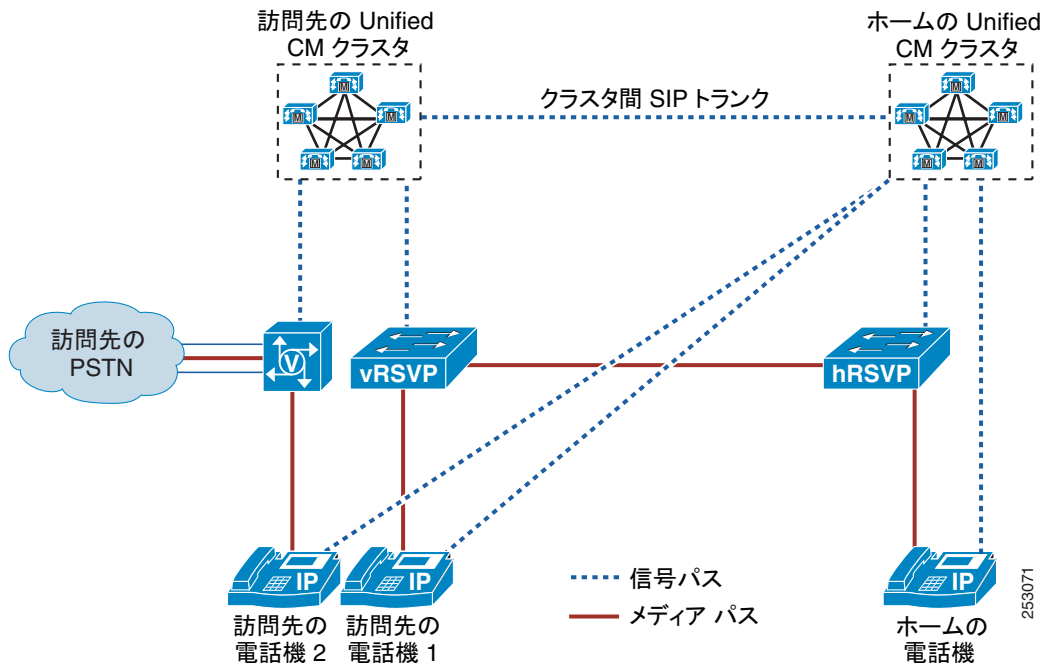 訪問先の Unified
CM クラスタ
ホームの Unified
CM クラスタ
クラスタ間 SIP トランク
M
M
M
M
M
M
M
M
M
M
訪問先の
PSTN
V
vRSVP
hRSVP
IP
IP
IP
訪問先の
電話機 2
訪問先の
電話機 1
信号パス
メディア パス
ホームの
電話機
253071